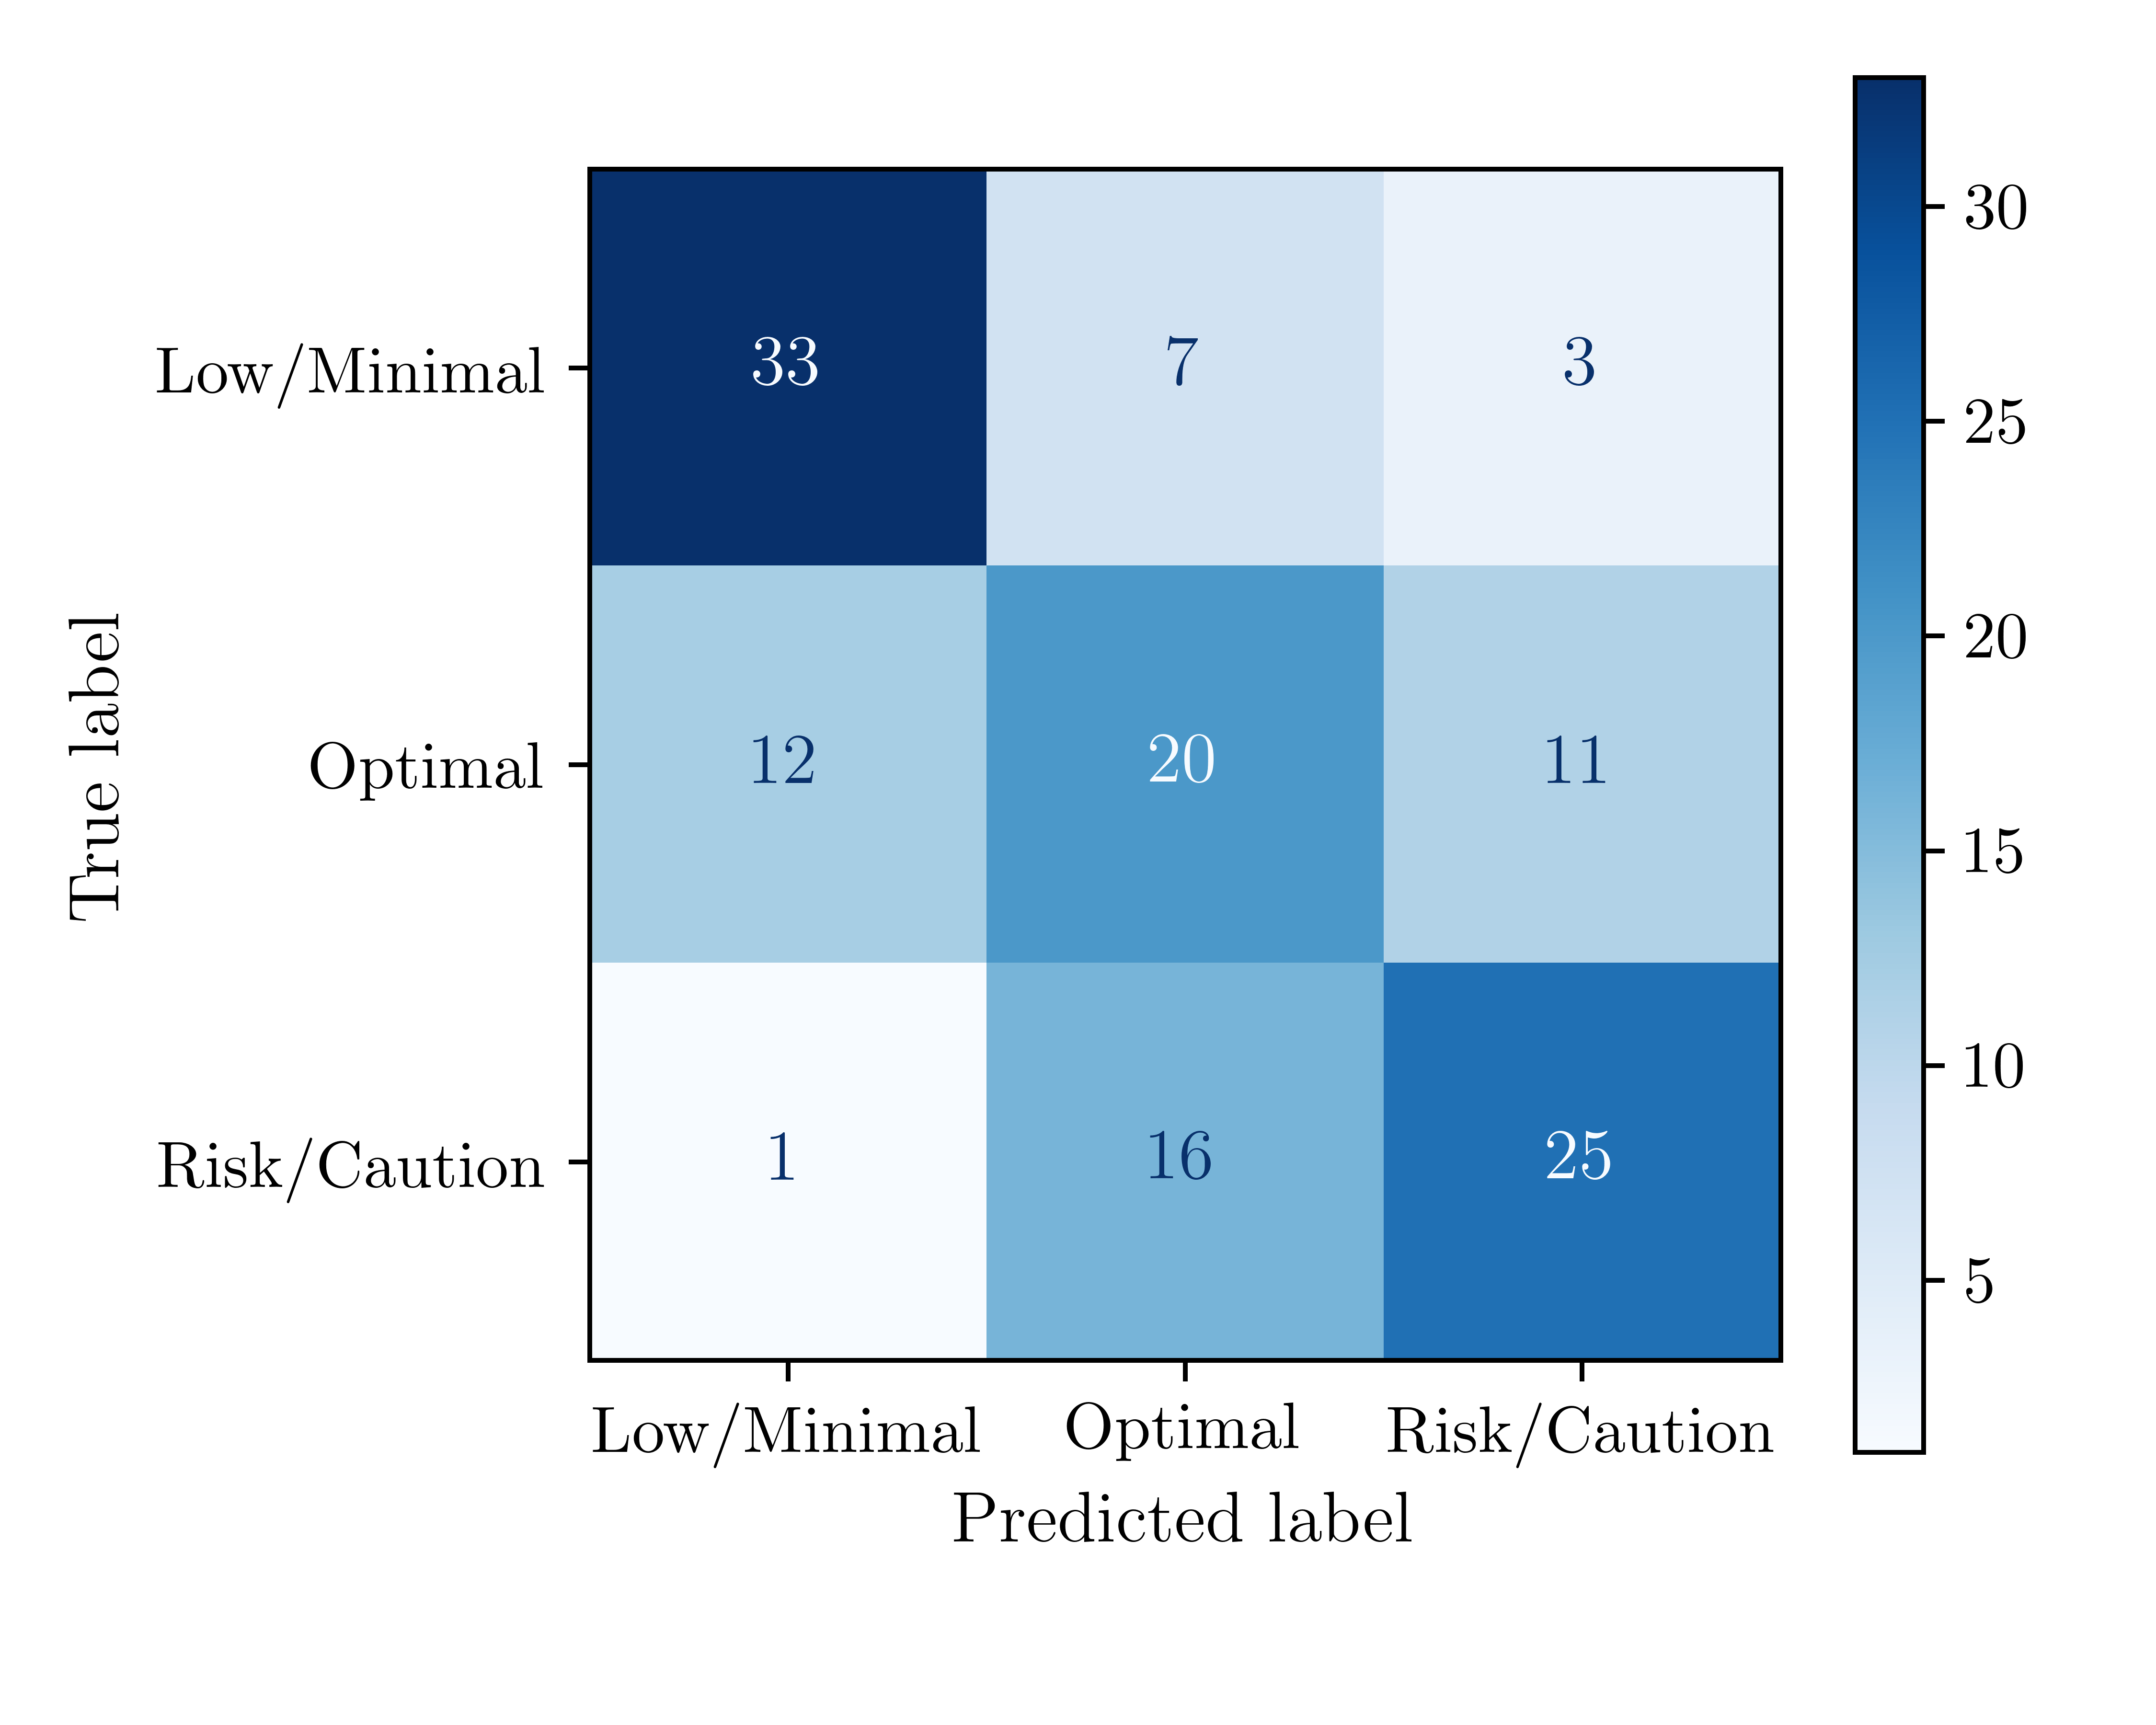 30
Low/Minimal 33 7 3
25
20
True label
Optimal 12 20 11
15
10
Risk/Caution 1 16 25
5
Low/Minimal Optimal Risk/Caution
Predicted label